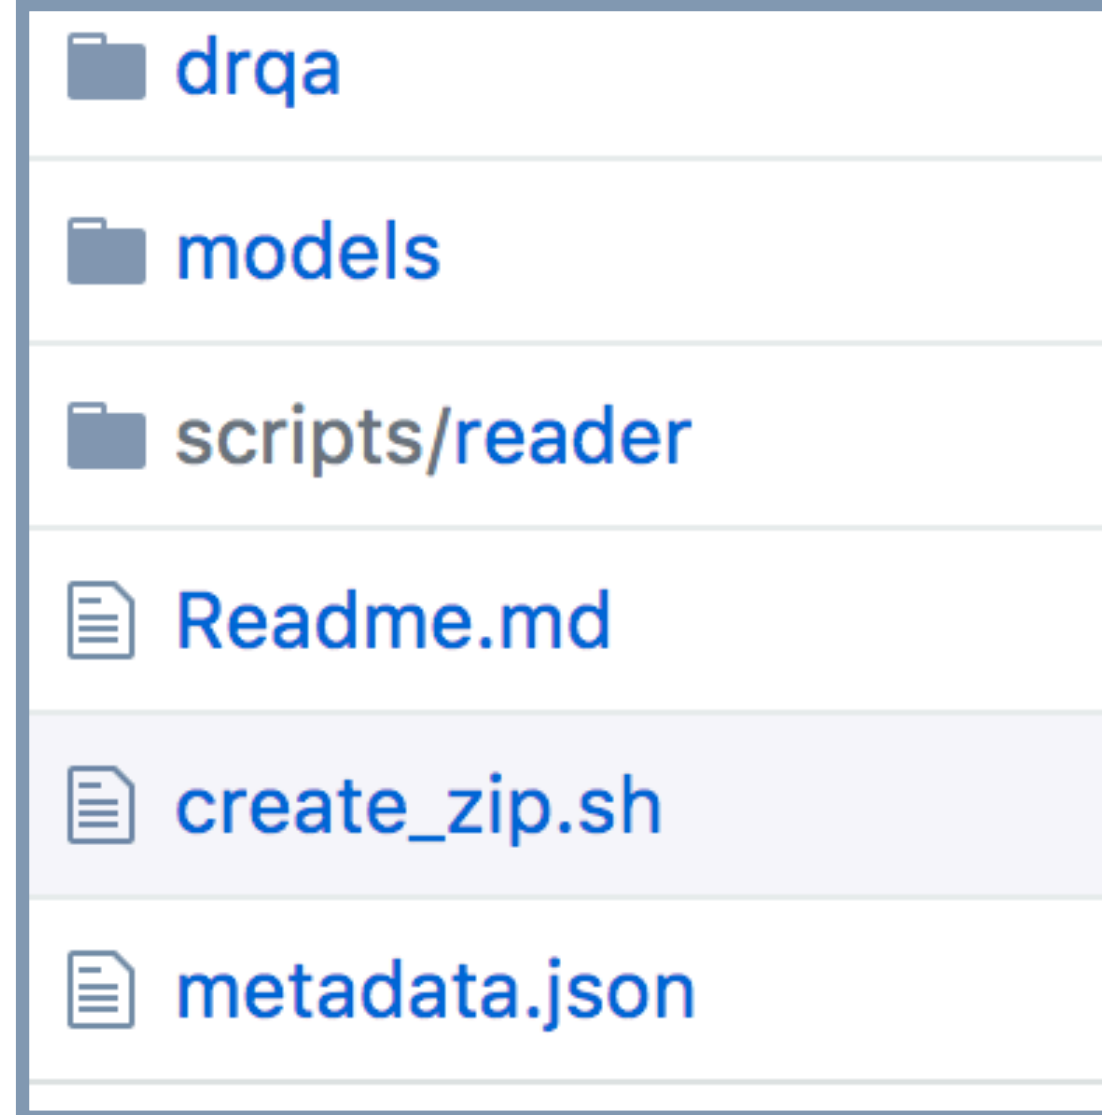 drqa
models
scripts/reader
Readme.md
create_zip.sh
metadata.json